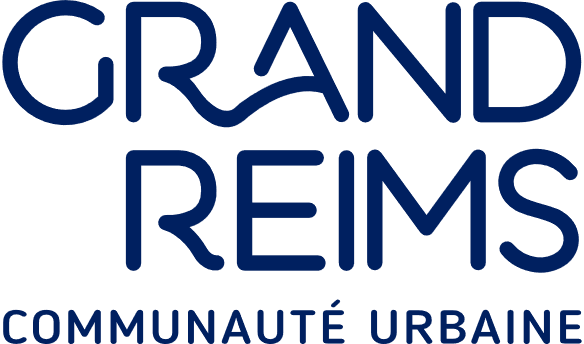 GRAND
REIMS
COMMUNAUTÉ URBAINE